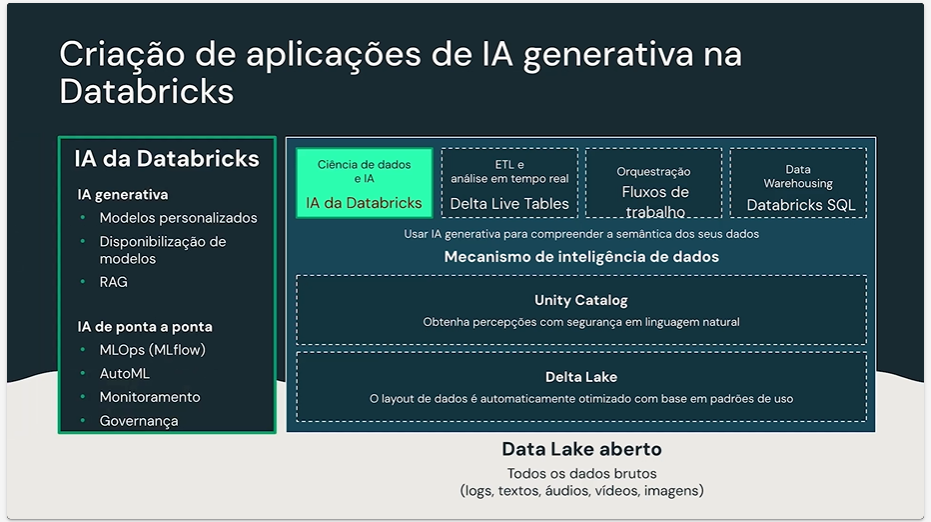 Criação de aplicações de IA generativa na
Databricks
IA da Databricks
IA generativa
• Modelos personalizados
• Disponibilização de
modelos
• RAG
IA de ponta a ponta
• MLOps (MLflow)
• AutoML
• Monitoramento
• Governança
Ciência de dados
e IA
IA da Databricks
ETL e
análise em tempo real
Delta Live Tables
Orquestração
Fluxos de
trabalho
Data
Warehousing
Databricks SQL
Usar IA generativa para compreender a semântica dos seus dados
Mecanismo de inteligência de dados
Unity Catalog
Obtenha percepções com segurança em linguagem natural
Delta Lake
O layout de dados é automaticamente otimizado com base em padrões de uso
Data Lake aberto
Todos os dados brutos
(logs, textos, áudios, vídeos, imagens)